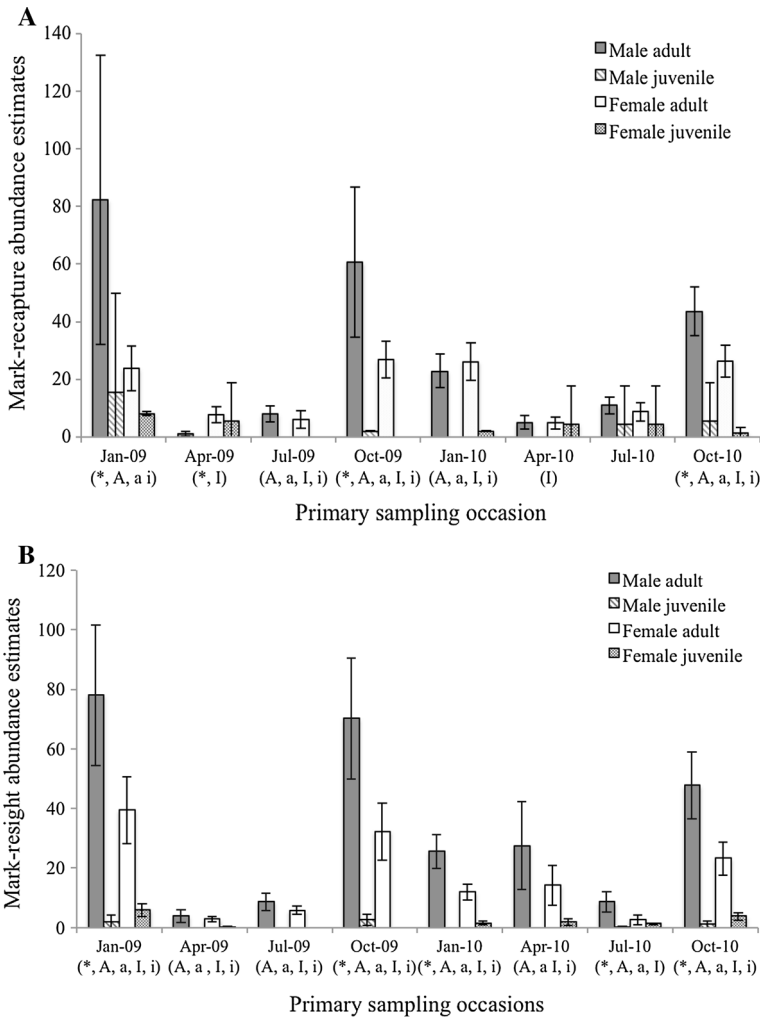 A
Mark-recapture abundance estimates
140
120
100
80
60
40
20
0
Male adult
Male juvenile
Female adult
Female juvenile
Jan-09 Apr-09 Jul-09 Oct-09 Jan-10 Apr-10 Jul-10 Oct-10
(*, A, a i) (*, I) (A, a, I, i) (*, A, a, I, i) (A, a, I, i) (I) (*, A, a, I, i)
Primary sampling occasion
B
Mark-resight abundance estimates
120
100
80
60
40
20
0
Male adult
Male juvenile
Female adult
Female juvenile
Jan-09 Apr-09 Jul-09 Oct-09 Jan-10 Apr-10 Jul-10 Oct-10
(*, A, a, I, i) (A, a , I, i) (A, a, I, i) (*, A, a, I, i) (*, A, a, I, i) (A, a I, i) (*, A, a, I) (*, A, a, I, i)
Primary sampling occasions